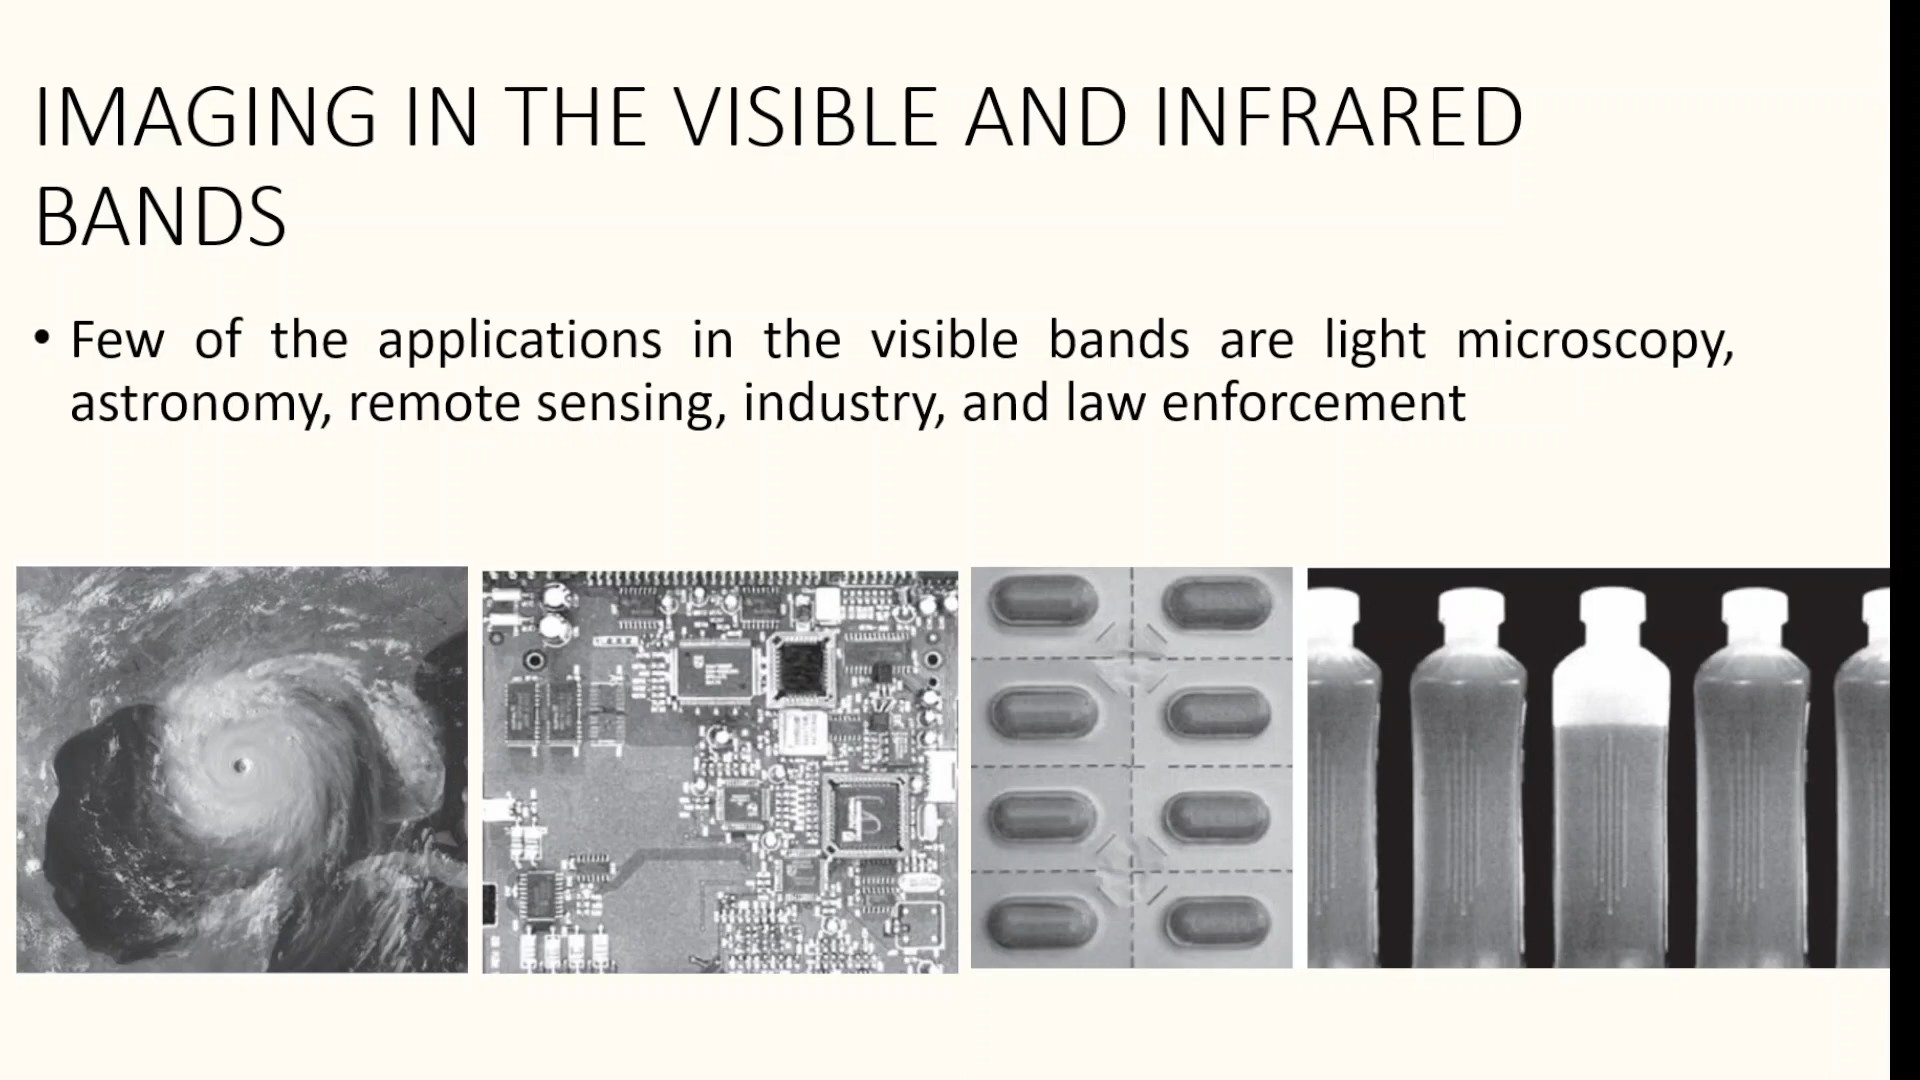 IMAGING IN THE VISIBLE AND INFRARED
BANDS
• Few of the applications in the visible bands are light microscopy,
astronomy, remote sensing, industry, and law enforcement